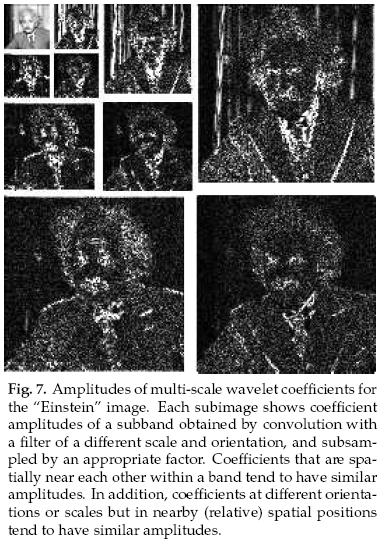 Fig. 7. Amplitudes of multi-scale wavelet coefficients for
the “Einstein” image. Each subimage shows coefficient
amplitudes of a subband obtained by convolution with
a filter of a different scale and orientation, and subsam-
pled by an appropriate factor. Coefficients that are spa-
tially near each other within a band tend to have similar
amplitudes. In addition, coefficients at different orienta-
tions or scales but in nearby (relative) spatial positions
tend to have similar amplitudes.